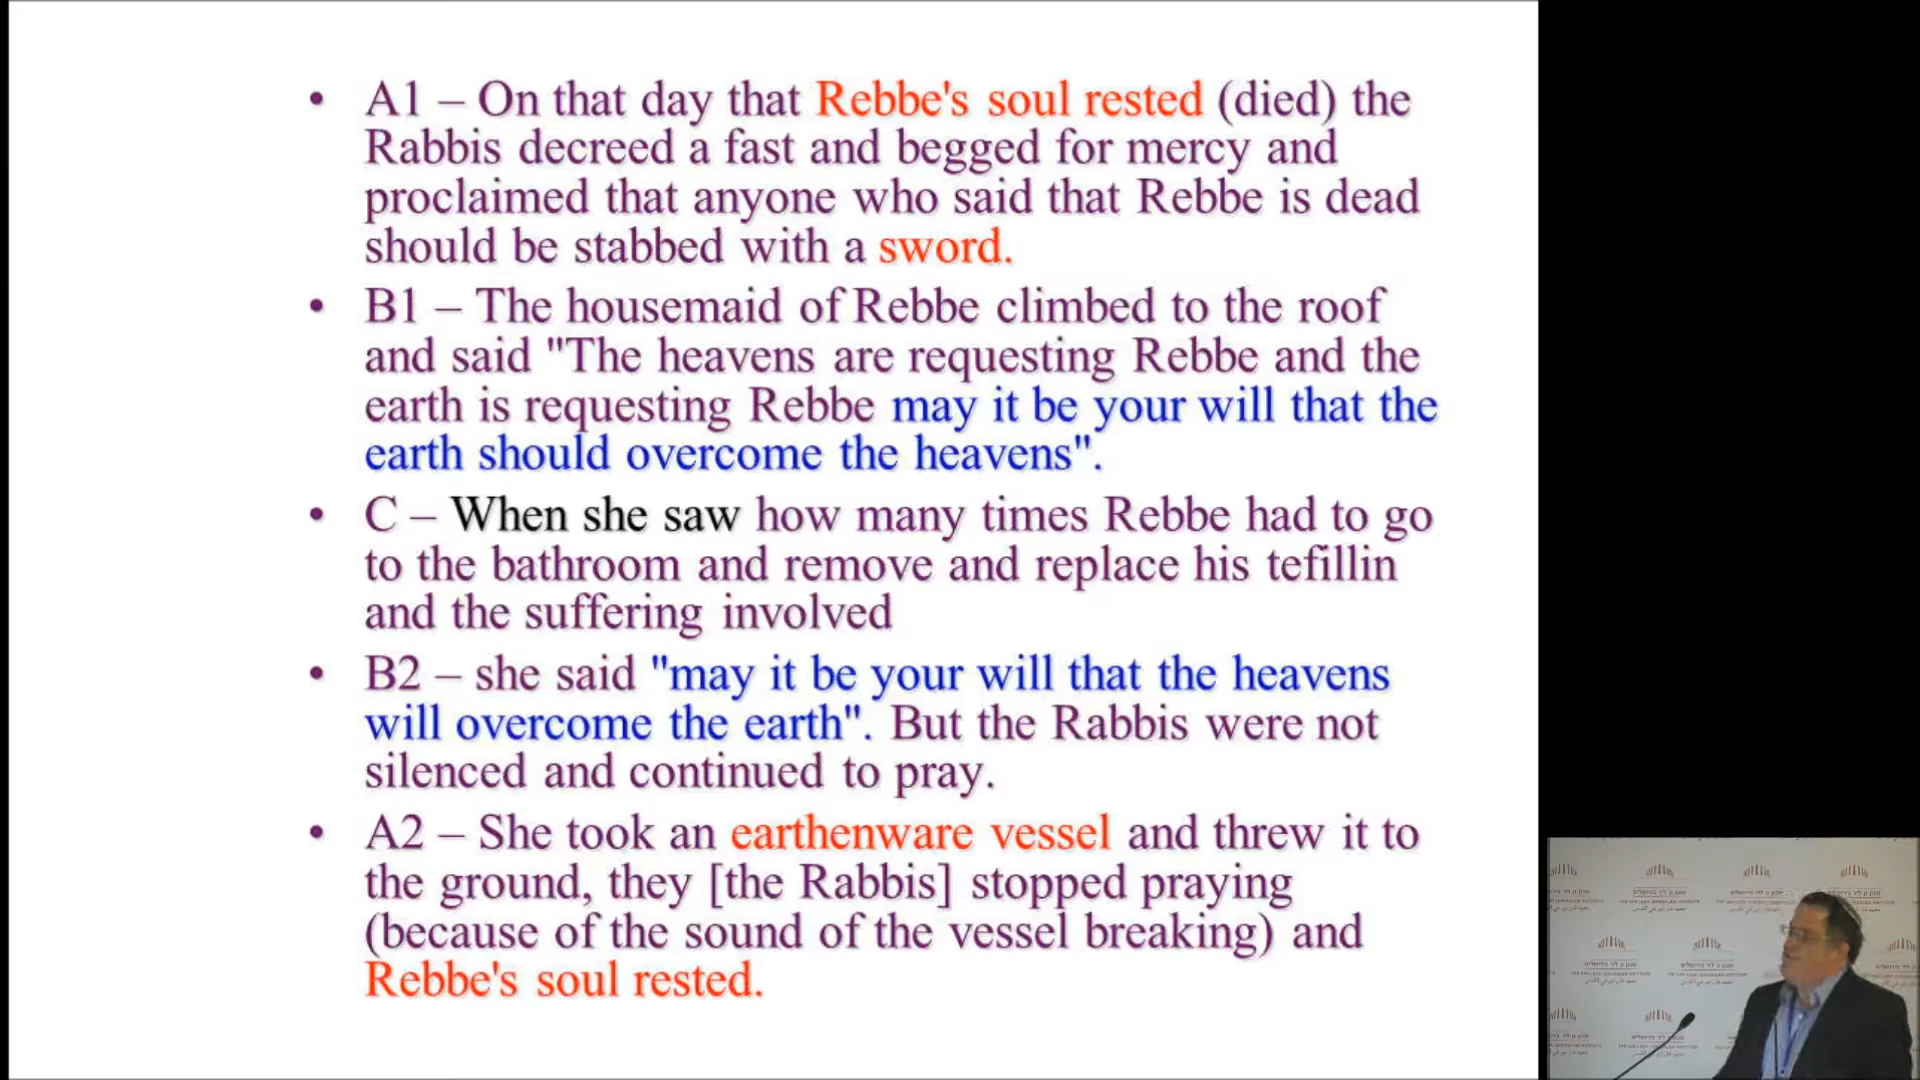 • A1 – On that day that Rebbe's soul rested (died) the
Rabbis decreed a fast and begged for mercy and
proclaimed that anyone who said that Rebbe is dead
should be stabbed with a sword.
• B1 – The housemaid of Rebbe climbed to the roof
and said "The heavens are requesting Rebbe and the
earth is requesting Rebbe may it be your will that the
earth should overcome the heavens".
• C – When she saw how many times Rebbe had to go
to the bathroom and remove and replace his tefillin
and the suffering involved
• B2 – she said "may it be your will that the heavens
will overcome the earth". But the Rabbis were not
silenced and continued to pray.
• A2 – She took an earthenware vessel and threw it to
the ground, they [the Rabbis] stopped praying
(because of the sound of the vessel breaking) and
Rebbe's soul rested.